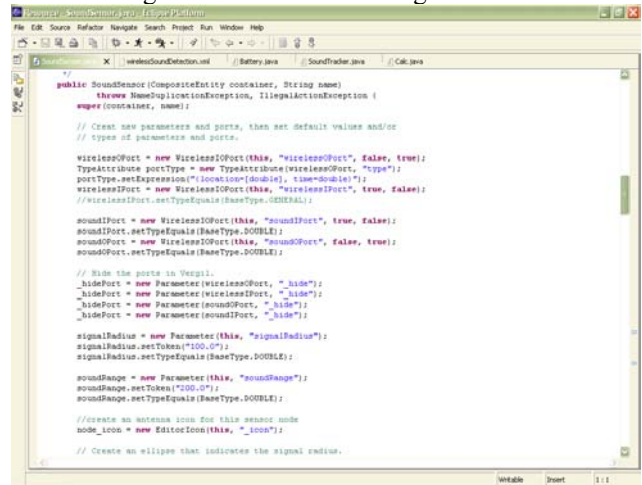 Resource - SoundSensor.java - Eclipse Platform
File Edit Source Refactor Navigate Search Project Run Window Help
SoundSensor.java wirelessSoundDetection.xml Battery.java SoundTracker.java Calc.java
*/
public SoundSensor(CompositeEntity container, String name)
throws NameDuplicationException, IllegalActionException {
super(container, name);
// Creat new parameters and ports, then set default values and/or
// types of parameters and ports.
wirelessOPort = new WirelessIOPort(this, "wirelessOPort", false, true);
TypeAttribute portType = new TypeAttribute(wirelessOPort, "type");
portType.setExpression("{location=[double], time=double}");
wirelessIPort = new WirelessIOPort(this, "wirelessIPort", true, false);
//wirelessIPort.setTypeEquals(BaseType.GENERAL);
soundIPort = new WirelessIOPort(this, "soundIPort", true, false);
soundIPort.setTypeEquals(BaseType.DOUBLE);
soundOPort = new WirelessIOPort(this, "soundOPort", false, true);
soundOPort.setTypeEquals(BaseType.DOUBLE);
// Hide the ports in Vergil.
_hidePort = new Parameter(wirelessOPort, "_hide");
_hidePort = new Parameter(wirelessIPort, "_hide");
_hidePort = new Parameter(soundOPort, "_hide");
_hidePort = new Parameter(soundIPort, "_hide");
signalRadius = new Parameter(this, "signalRadius");
signalRadius.setToken("100.0");
signalRadius.setTypeEquals(BaseType.DOUBLE);
soundRange = new Parameter(this, "soundRange");
soundRange.setToken("200.0");
soundRange.setTypeEquals(BaseType.DOUBLE);
//create an antenna icon for this sensor node
node_icon = new EditorIcon(this, "_icon");
// Create an ellipse that indicates the signal radius.
Writable Insert 1 : 1